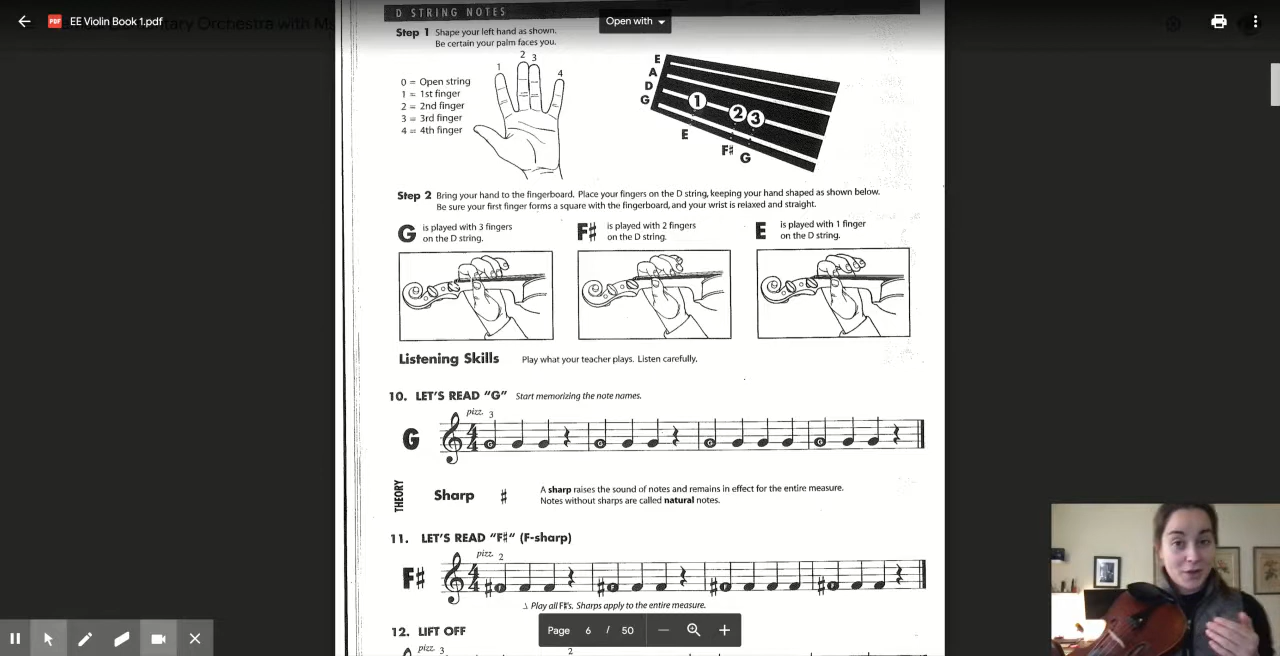 PDF EE Violin Book 1.pdf
Open with
D STRING NOTES
Step 1 Shape your left hand as shown.
Be certain your palm faces you.
0 = Open string
1 = 1st finger
2 = 2nd finger
3 = 3rd finger
4 = 4th finger
1 2 3 4
E
A
D
G
1 2 3
E F♯ G
Step 2 Bring your hand to the fingerboard. Place your fingers on the D string, keeping your hand shaped as shown below.
Be sure your first finger forms a square with the fingerboard, and your wrist is relaxed and straight.
G is played with 3 fingers
on the D string.
F♯ is played with 2 fingers
on the D string.
E is played with 1 finger
on the D string.
Listening Skills Play what your teacher plays. Listen carefully.
10. LET'S READ "G" Start memorizing the note names.
pizz. 3
G 4 4 G G G G
THEORY
Sharp ♯ A sharp raises the sound of notes and remains in effect for the entire measure.
Notes without sharps are called natural notes.
11. LET'S READ "F♯" (F-sharp)
pizz. 2
F♯ 4 4 ♯ F ♯ F ♯ F ♯ F
Play all F♯'s. Sharps apply to the entire measure.
12. LIFT OFF
pizz. 3 2
Page 6 / 50